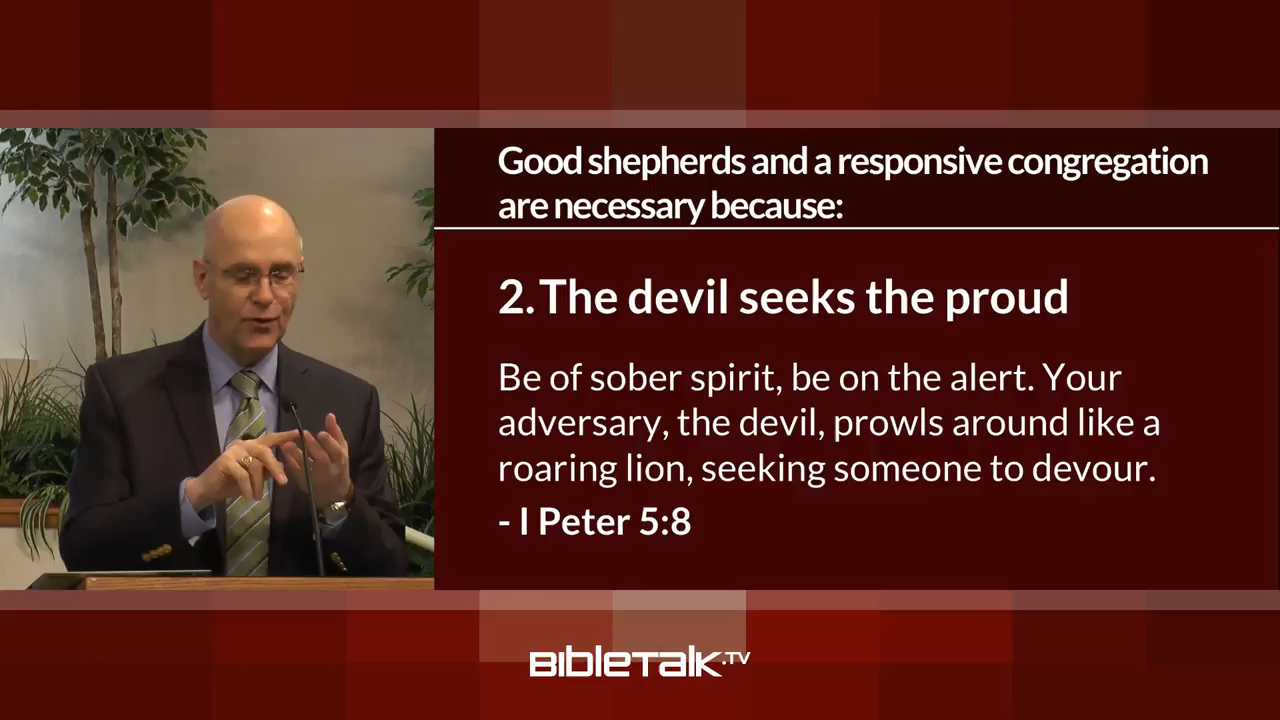 Good shepherds and a responsive congregation
are necessary because:
2. The devil seeks the proud
Be of sober spirit, be on the alert. Your
adversary, the devil, prowls around like a
roaring lion, seeking someone to devour.
- I Peter 5:8
BIBLETALK.TV